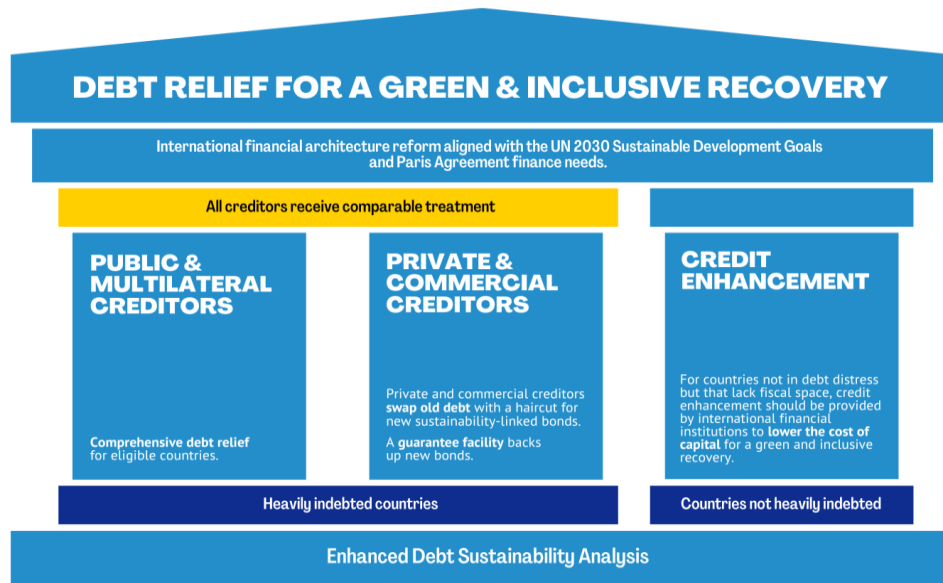 DEBT RELIEF FOR A GREEN & INCLUSIVE RECOVERY
International financial architecture reform aligned with the UN 2030 Sustainable Development Goals
and Paris Agreement finance needs.
All creditors receive comparable treatment
PUBLIC &
MULTILATERAL
CREDITORS
Comprehensive debt relief
for eligible countries.
PRIVATE &
COMMERCIAL
CREDITORS
Private and commercial creditors
swap old debt with a haircut for
new sustainability-linked bonds.
A guarantee facility backs
up new bonds.
CREDIT
ENHANCEMENT
For countries not in debt distress
but that lack fiscal space, credit
enhancement should be provided
by international financial
institutions to lower the cost of
capital for a green and inclusive
recovery.
Heavily indebted countries
Countries not heavily indebted
Enhanced Debt Sustainability Analysis